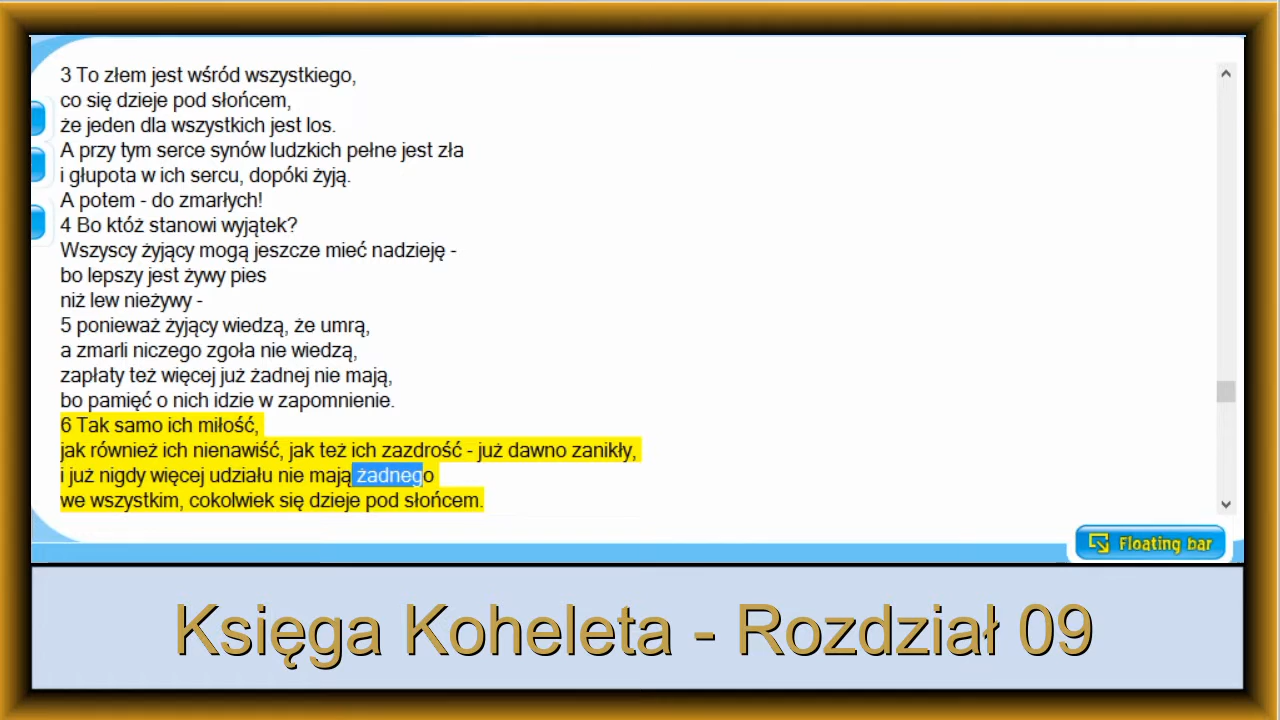 3 To złem jest wśród wszystkiego,
co się dzieje pod słońcem,
że jeden dla wszystkich jest los.
A przy tym serce synów ludzkich pełne jest zła
i głupota w ich sercu, dopóki żyją.
A potem - do zmarłych!
4 Bo któż stanowi wyjątek?
Wszyscy żyjący mogą jeszcze mieć nadzieję -
bo lepszy jest żywy pies
niż lew nieżywy -
5 ponieważ żyjący wiedzą, że umrą,
a zmarli niczego zgoła nie wiedzą,
zapłaty też więcej już żadnej nie mają,
bo pamięć o nich idzie w zapomnienie.
6 Tak samo ich miłość,
jak również ich nienawiść, jak też ich zazdrość - już dawno zanikły,
i już nigdy więcej udziału nie mają żadnego
we wszystkim, cokolwiek się dzieje pod słońcem.
Floating bar
Księga Koheleta - Rozdział 09